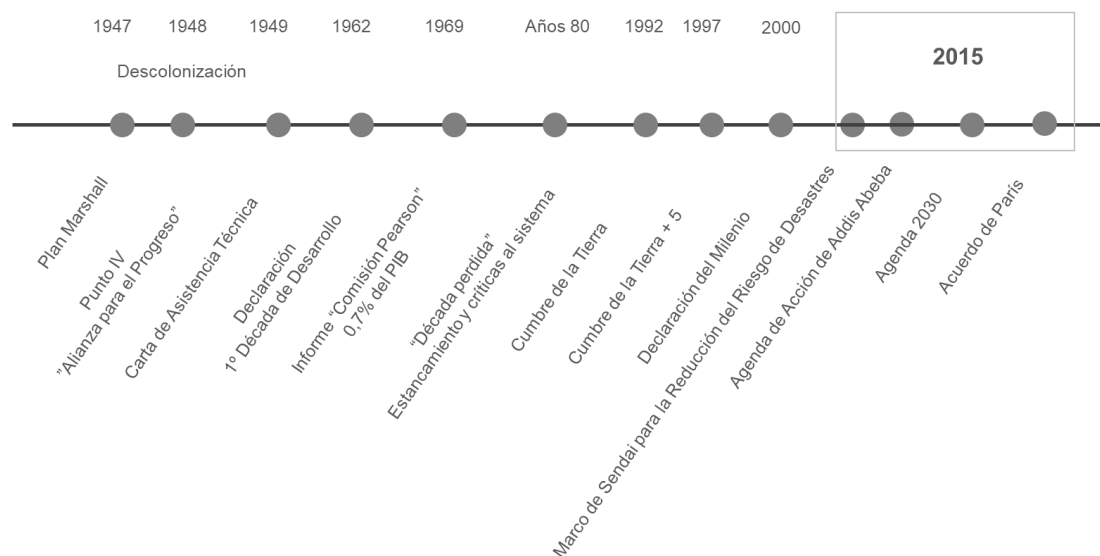 1947
1948
1949
1962
1969
Años 80
1992
1997
2000
2015
Descolonización
Plan Marshall
Punto IV
”Alianza para el Progreso”
Carta de Asistencia Técnica
Declaración
1º Década de Desarrollo
Informe “Comisión Pearson”
0,7% del PIB
“Década perdida”
Estancamiento y críticas al sistema
Cumbre de la Tierra
Cumbre de la Tierra + 5
Declaración del Milenio
Marco de Sendai para la Reducción del Riesgo de Desastres
Agenda de Acción de Addis Abeba
Agenda 2030
Acuerdo de París